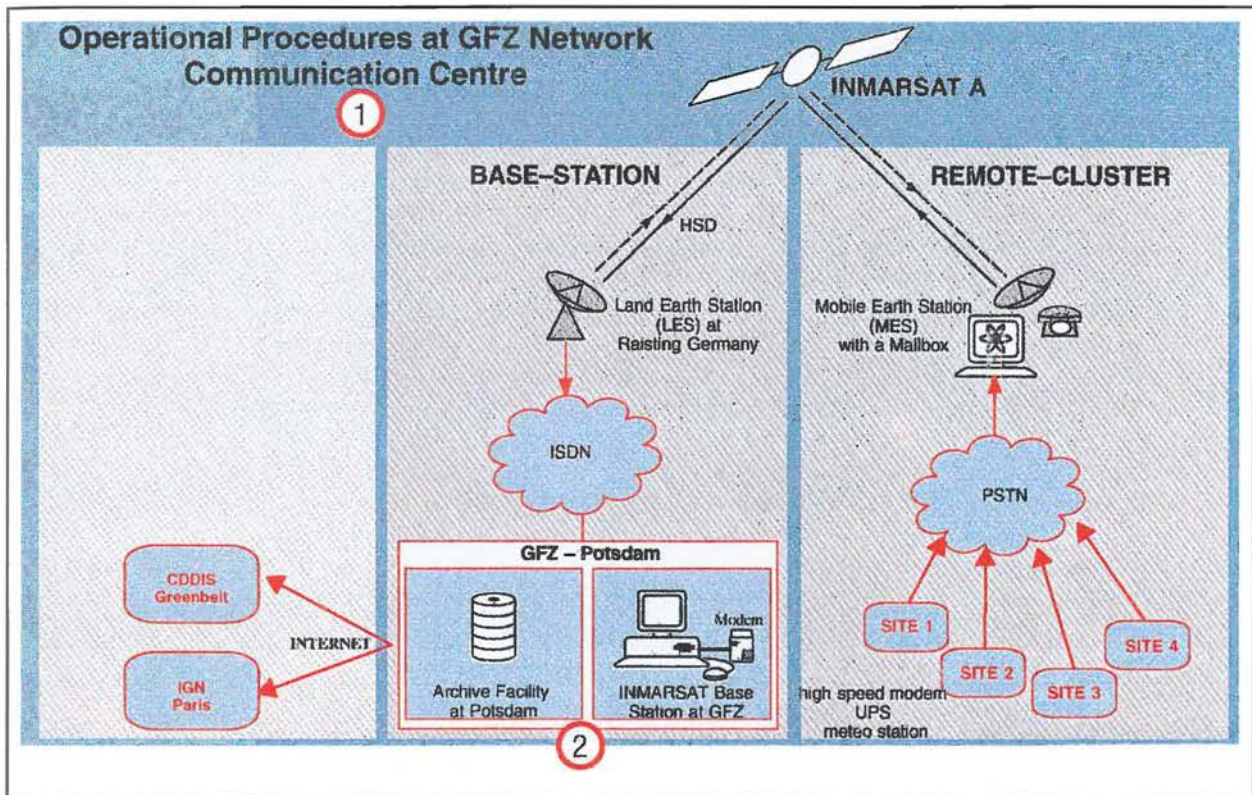 Operational Procedures at GFZ Network
Communication Centre
1
INMARSAT A
BASE–STATION
REMOTE–CLUSTER
HSD
Land Earth Station
(LES) at
Raisting Germany
Mobile Earth Station
(MES)
with a Mailbox
ISDN
PSTN
GFZ – Potsdam
CDDIS
Greenbelt
INTERNET
IGN
Paris
Archive Facility
at Potsdam
Modem
INMARSAT Base
Station at GFZ
SITE 1
SITE 2
SITE 3
SITE 4
high speed modem
UPS
meteo station
2